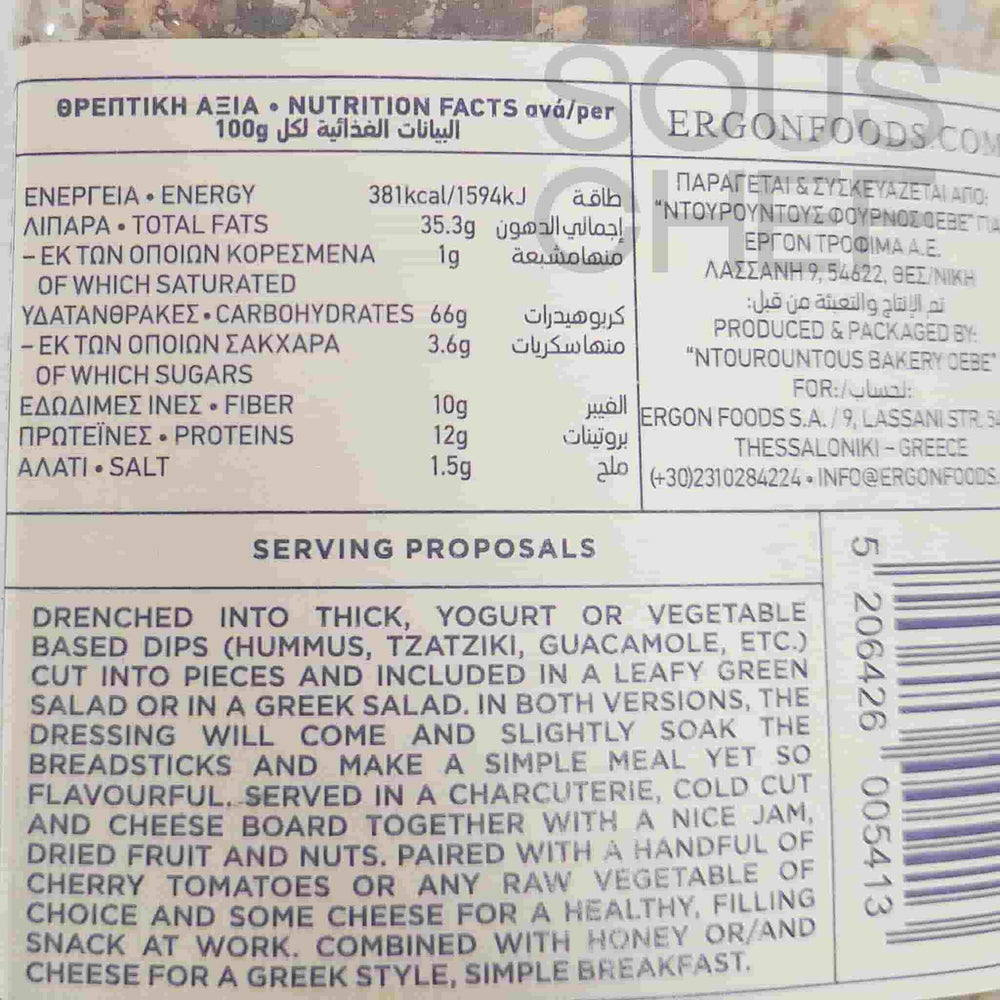 SOUS
CHEF
ΘΡΕΠΤΙΚΗ ΑΞΙΑ • NUTRITION FACTS ανά/per
البيانات الغذائية لكل 100g
ΕΝΕΡΓΕΙΑ • ENERGY 381kcal/1594kJ طاقة
ΛΙΠΑΡΑ • TOTAL FATS 35.3g إجمالي الدهون
– ΕΚ ΤΩΝ ΟΠΟΙΩΝ ΚΟΡΕΣΜΕΝΑ 1g منها مشبعة
OF WHICH SATURATED
ΥΔΑΤΑΝΘΡΑΚΕΣ • CARBOHYDRATES 66g كربوهيدرات
– ΕΚ ΤΩΝ ΟΠΟΙΩΝ ΣΑΚΧΑΡΑ 3.6g منها سكريات
OF WHICH SUGARS
ΕΔΩΔΙΜΕΣ ΙΝΕΣ • FIBER 10g الفيبر
ΠΡΩΤΕΪΝΕΣ • PROTEINS 12g بروتينات
ΑΛΑΤΙ • SALT 1.5g ملح
ERGONFOODS.COM
ΠΑΡΑΓΕΤΑΙ & ΣΥΣΚΕΥΑΖΕΤΑΙ ΑΠΟ:
"ΝΤΟΥΡΟΥΝΤΟΥΣ ΦΟΥΡΝΟΣ ΟΕΒΕ" ΓΙΑ
ΕΡΓΟΝ ΤΡΟΦΙΜΑ Α.Ε.
ΛΑΣΣΑΝΗ 9, 54622, ΘΕΣ/ΝΙΚΗ
تم الإنتاج والتعبئة من قبل:
PRODUCED & PACKAGED BY:
"NTOUROUNTOUS BAKERY OEBE"
FOR:/لحساب:
ERGON FOODS S.A. / 9, LASSANI STR. 54
THESSALONIKI – GREECE
(+30)2310284224 • INFO@ERGONFOODS.
SERVING PROPOSALS
DRENCHED INTO THICK, YOGURT OR VEGETABLE
BASED DIPS (HUMMUS, TZATZIKI, GUACAMOLE, ETC.)
CUT INTO PIECES AND INCLUDED IN A LEAFY GREEN
SALAD OR IN A GREEK SALAD. IN BOTH VERSIONS, THE
DRESSING WILL COME AND SLIGHTLY SOAK THE
BREADSTICKS AND MAKE A SIMPLE MEAL YET SO
FLAVOURFUL. SERVED IN A CHARCUTERIE, COLD CUT
AND CHEESE BOARD TOGETHER WITH A NICE JAM,
DRIED FRUIT AND NUTS. PAIRED WITH A HANDFUL OF
CHERRY TOMATOES OR ANY RAW VEGETABLE OF
CHOICE AND SOME CHEESE FOR A HEALTHY, FILLING
SNACK AT WORK. COMBINED WITH HONEY OR/AND
CHEESE FOR A GREEK STYLE, SIMPLE BREAKFAST.
5 206426 005413